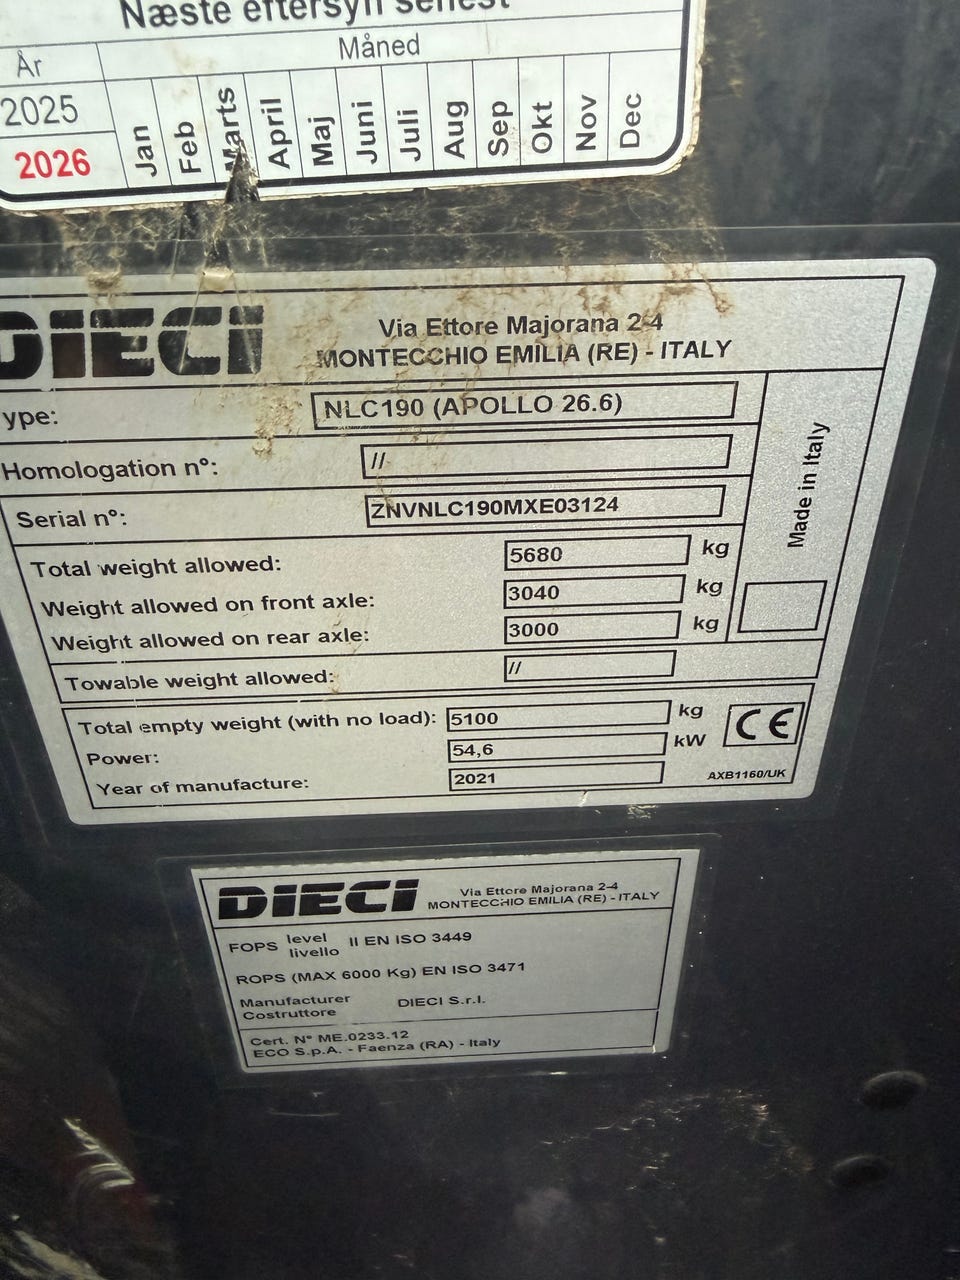 Næste eftersyn senest
År Måned
2025
2026
Jan Feb Marts April Maj Juni Juli Aug Sep Okt Nov Dec
DIECI
Via Ettore Majorana 2-4
MONTECCHIO EMILIA (RE) - ITALY
ype: NLC190 (APOLLO 26.6)
Homologation n°: //
Serial n°: ZNVNLC190MXE03124
Made in Italy
Total weight allowed: 5680 kg
Weight allowed on front axle: 3040 kg
Weight allowed on rear axle: 3000 kg
Towable weight allowed: //
Total empty weight (with no load): 5100 kg
Power: 54,6 kW
CE
Year of manufacture: 2021
AXB1160/UK
DIECI
Via Ettore Majorana 2-4
MONTECCHIO EMILIA (RE) - ITALY
FOPS level livello II EN ISO 3449
ROPS (MAX 6000 Kg) EN ISO 3471
Manufacturer
Costruttore DIECI S.r.l.
Cert. N° ME.0233.12
ECO S.p.A. - Faenza (RA) - Italy